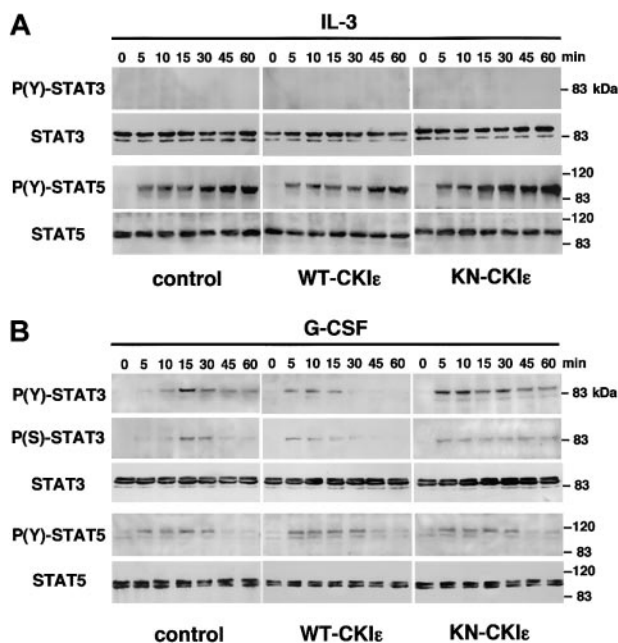 A
IL-3
0 5 10 15 30 45 60 0 5 10 15 30 45 60 0 5 10 15 30 45 60 min
P(Y)-STAT3 – 83 kDa
STAT3 – 83
P(Y)-STAT5 – 120
– 83
STAT5 – 120
– 83
control WT-CKIε KN-CKIε
B
G-CSF
0 5 10 15 30 45 60 0 5 10 15 30 45 60 0 5 10 15 30 45 60 min
P(Y)-STAT3 – 83 kDa
P(S)-STAT3 – 83
STAT3 – 83
P(Y)-STAT5 – 120
– 83
STAT5 – 120
– 83
control WT-CKIε KN-CKIε